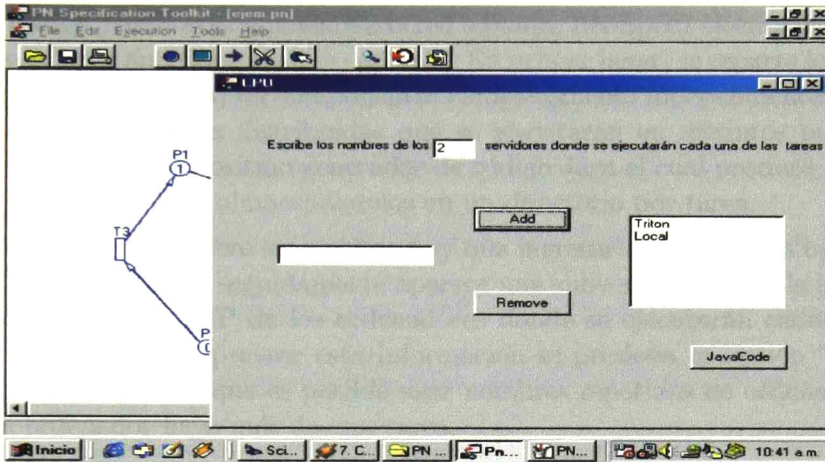 PN Specification Toolkit - [ejem.pn]
File Edit Execution Tools Help
CPU
Escribe los nombres de los 2 servidores donde se ejecutarán cada una de las tareas
P1
1
T3
P
Add
Triton
Local
Remove
JavaCode
Inicio
Sci...
7. C...
PN ...
Pn...
PN...
10:41 a.m.